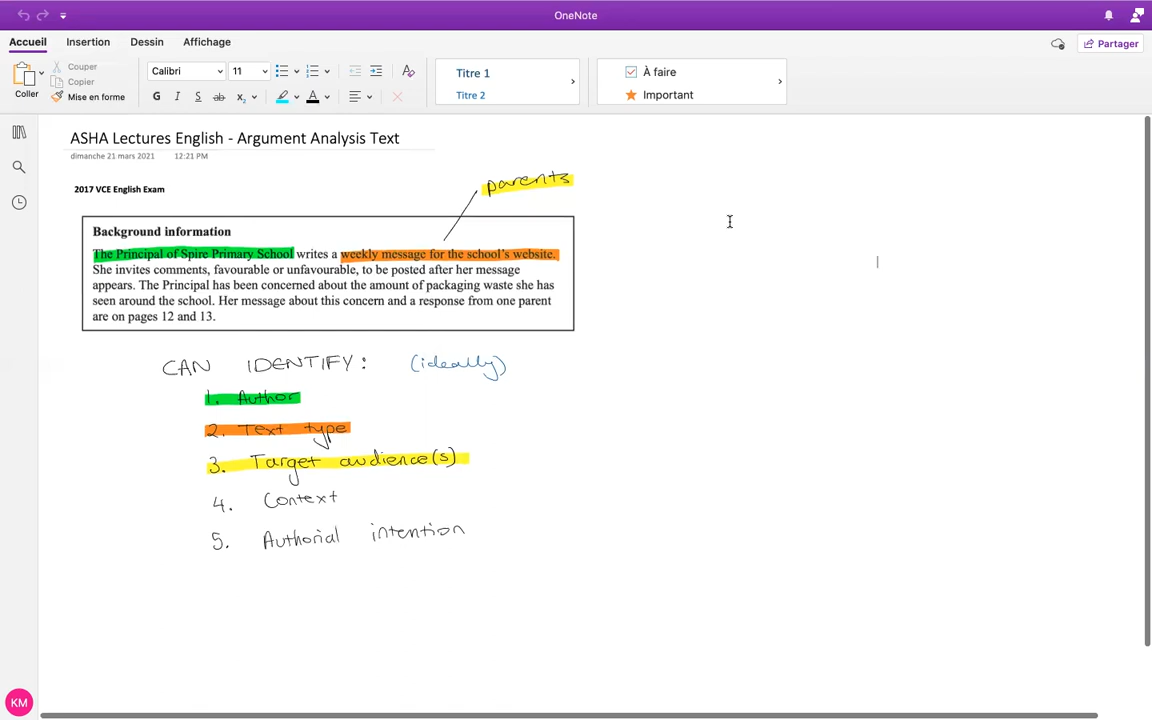 OneNote
Accueil Insertion Dessin Affichage
Partager
Coller
Couper
Copier
Mise en forme
Calibri 11
G I S ab x₂ A
Titre 1
Titre 2
À faire
Important
ASHA Lectures English - Argument Analysis Text
dimanche 21 mars 2021 12:21 PM
parents
2017 VCE English Exam
Background information
The Principal of Spire Primary School writes a weekly message for the school's website.
She invites comments, favourable or unfavourable, to be posted after her message
appears. The Principal has been concerned about the amount of packaging waste she has
seen around the school. Her message about this concern and a response from one parent
are on pages 12 and 13.
CAN IDENTIFY: (ideally)
1. Author
2. Text type
3. Target audience(s)
4. Context
5. Authorial intention
KM